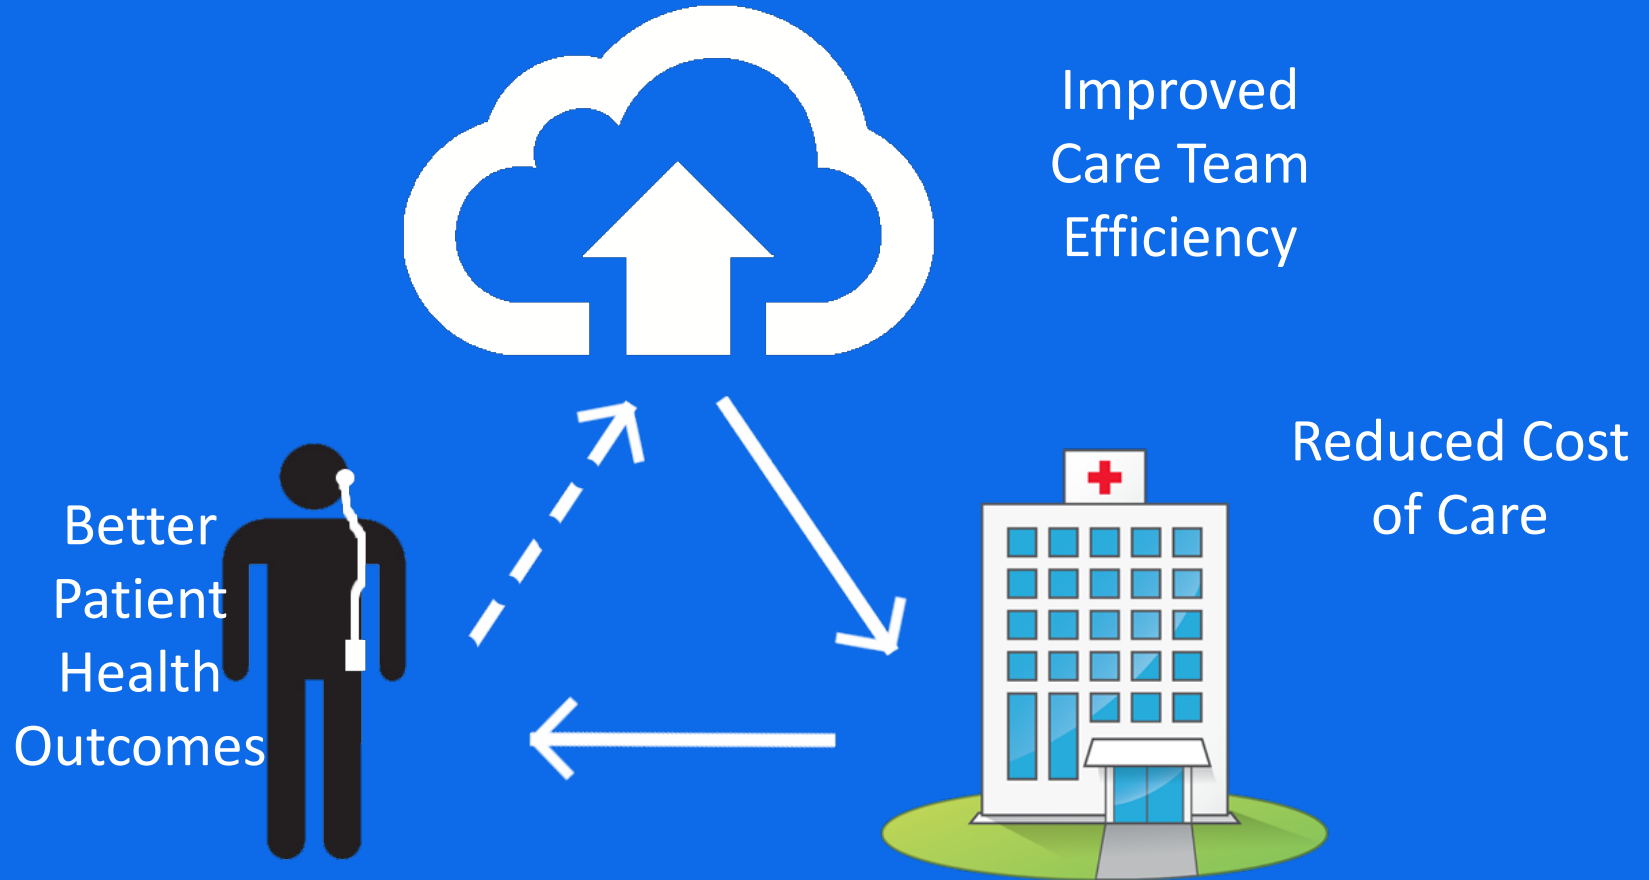 Improved
Care Team
Efficiency
Reduced Cost
of Care
Better
Patient
Health
Outcomes